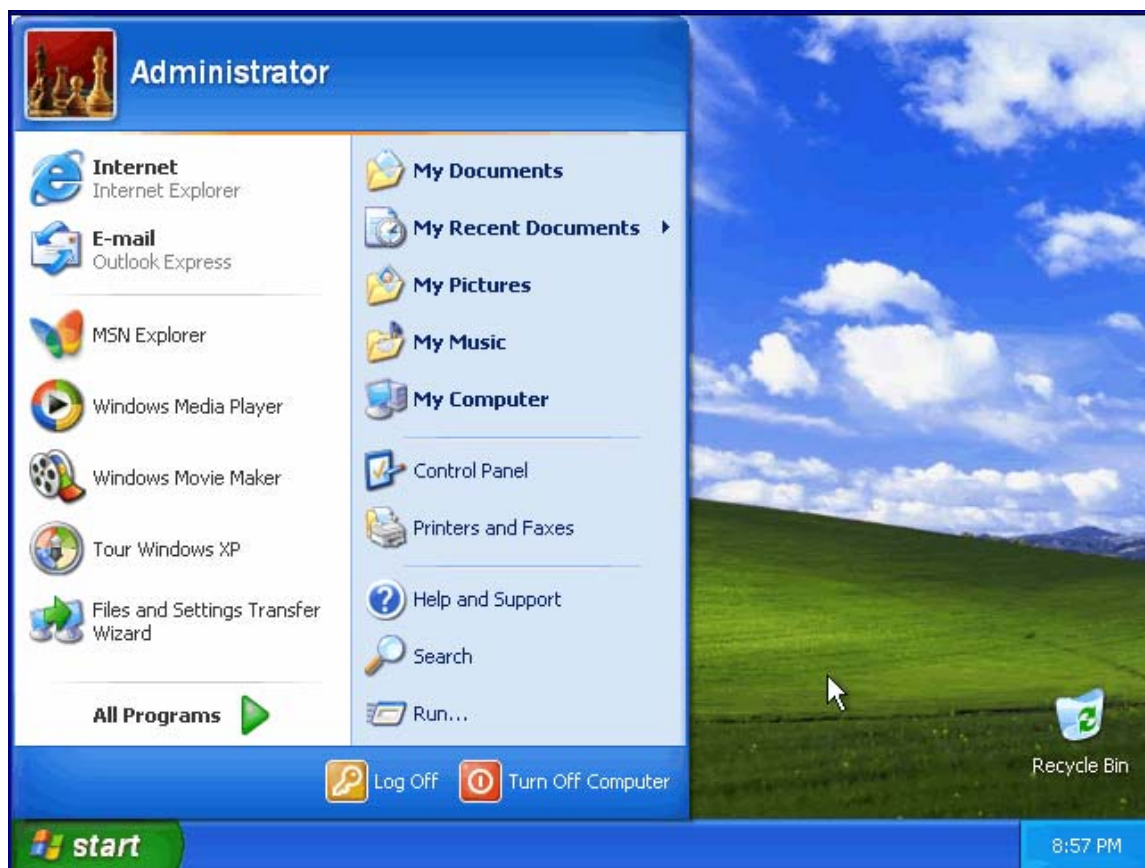 Administrator
Internet
Internet Explorer
E-mail
Outlook Express
MSN Explorer
Windows Media Player
Windows Movie Maker
Tour Windows XP
Files and Settings Transfer
Wizard
All Programs
My Documents
My Recent Documents
My Pictures
My Music
My Computer
Control Panel
Printers and Faxes
Help and Support
Search
Run...
Log Off
Turn Off Computer
Recycle Bin
start
8:57 PM